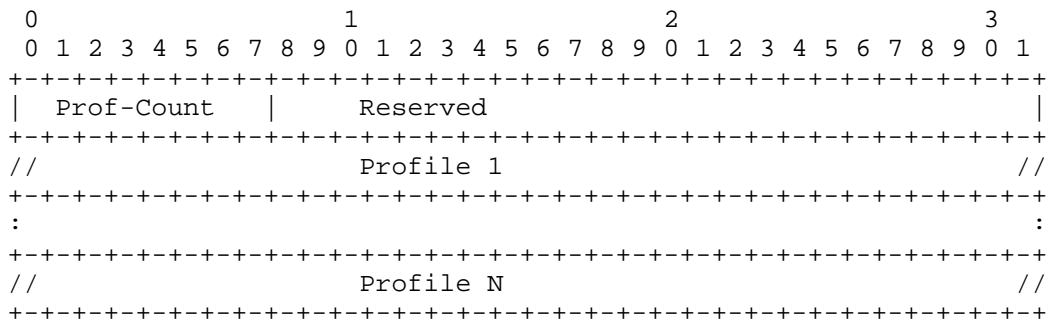 0                   1                   2                   3
 0 1 2 3 4 5 6 7 8 9 0 1 2 3 4 5 6 7 8 9 0 1 2 3 4 5 6 7 8 9 0 1
+-+-+-+-+-+-+-+-+-+-+-+-+-+-+-+-+-+-+-+-+-+-+-+-+-+-+-+-+-+-+-+-+
|  Prof-Count   |     Reserved                                  |
+-+-+-+-+-+-+-+-+-+-+-+-+-+-+-+-+-+-+-+-+-+-+-+-+-+-+-+-+-+-+-+-+
//                    Profile 1                                //
+-+-+-+-+-+-+-+-+-+-+-+-+-+-+-+-+-+-+-+-+-+-+-+-+-+-+-+-+-+-+-+-+
:                                                               :
+-+-+-+-+-+-+-+-+-+-+-+-+-+-+-+-+-+-+-+-+-+-+-+-+-+-+-+-+-+-+-+-+
//                    Profile N                                //
+-+-+-+-+-+-+-+-+-+-+-+-+-+-+-+-+-+-+-+-+-+-+-+-+-+-+-+-+-+-+-+-+